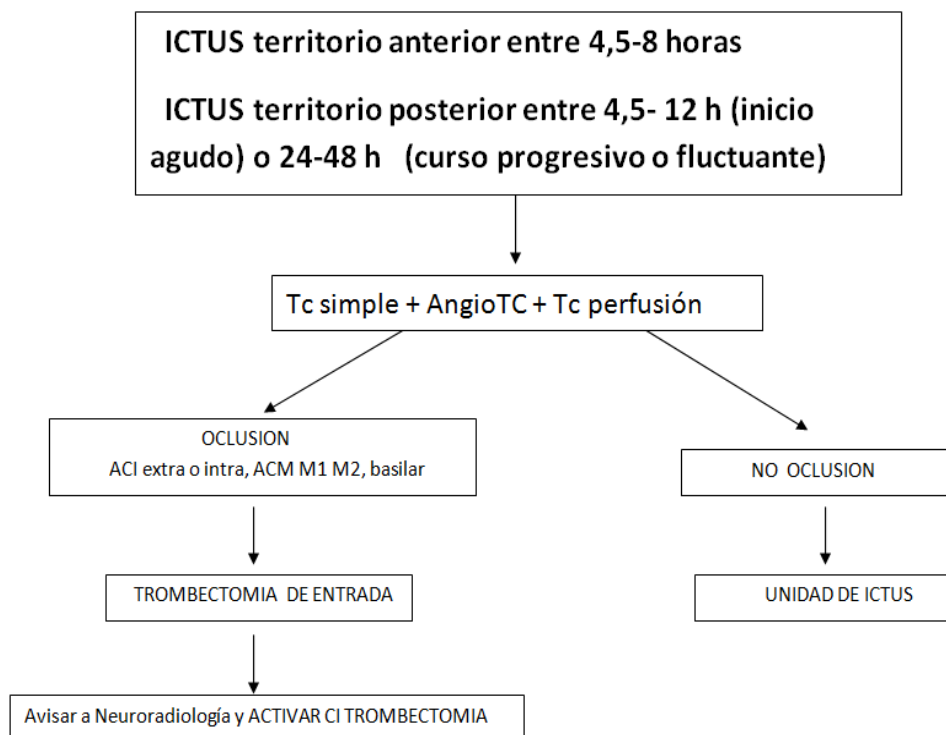 ICTUS territorio anterior entre 4,5-8 horas
ICTUS territorio posterior entre 4,5- 12 h (inicio
agudo) o 24-48 h (curso progresivo o fluctuante)
Tc simple + AngioTC + Tc perfusión
OCLUSION
ACI extra o intra, ACM M1 M2, basilar
NO OCLUSION
TROMBECTOMIA DE ENTRADA
UNIDAD DE ICTUS
Avisar a Neuroradiología y ACTIVAR CI TROMBECTOMIA